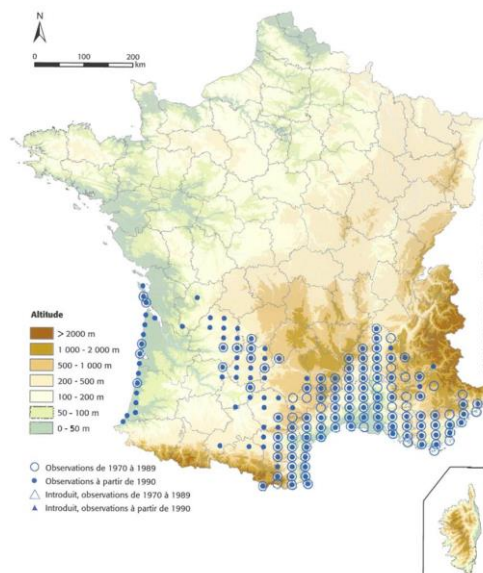 N
0 100 200
km
Altitude
> 2000 m
1 000 - 2 000 m
500 - 1 000 m
200 - 500 m
100 - 200 m
50 - 100 m
0 - 50 m
Observations de 1970 à 1989
Observations à partir de 1990
Introduit, observations de 1970 à 1989
Introduit, observations à partir de 1990